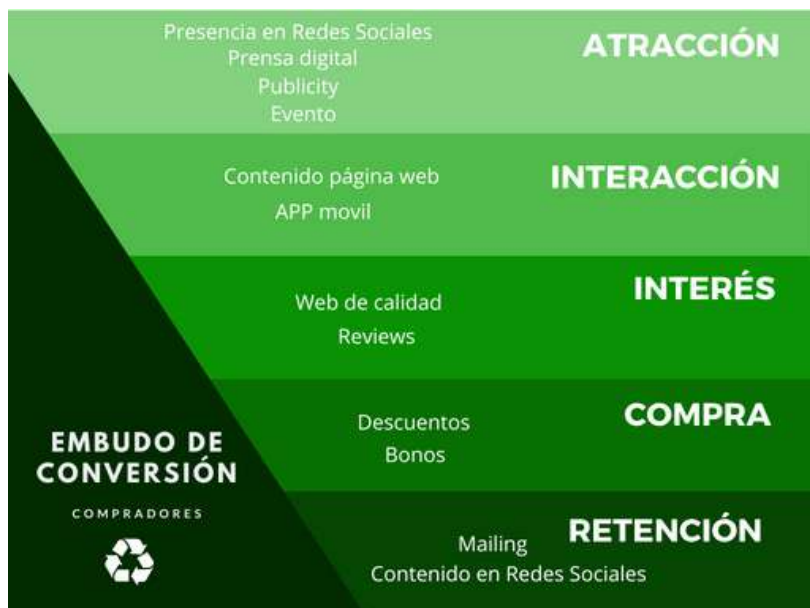 Presencia en Redes Sociales
Prensa digital
Publicity
Evento
ATRACCIÓN
Contenido página web
APP movil
INTERACCIÓN
Web de calidad
Reviews
INTERÉS
Descuentos
Bonos
COMPRA
Mailing
Contenido en Redes Sociales
RETENCIÓN
EMBUDO DE
CONVERSIÓN
COMPRADORES